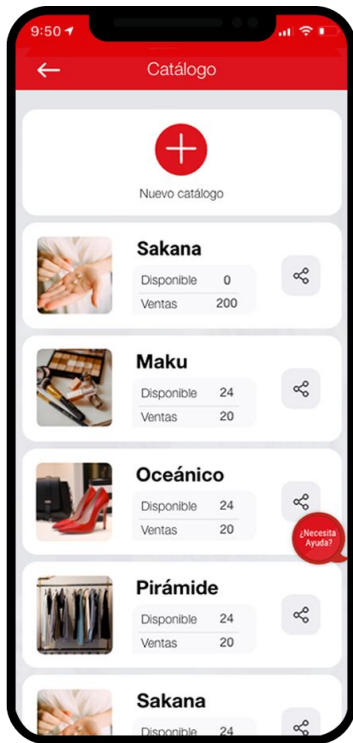 9:50
Catálogo
Nuevo catálogo
Sakana
Disponible 0
Ventas 200
Maku
Disponible 24
Ventas 20
Oceánico
Disponible 24
Ventas 20
¿Necesita
Ayuda?
Pirámide
Disponible 24
Ventas 20
Sakana
Disponible 24